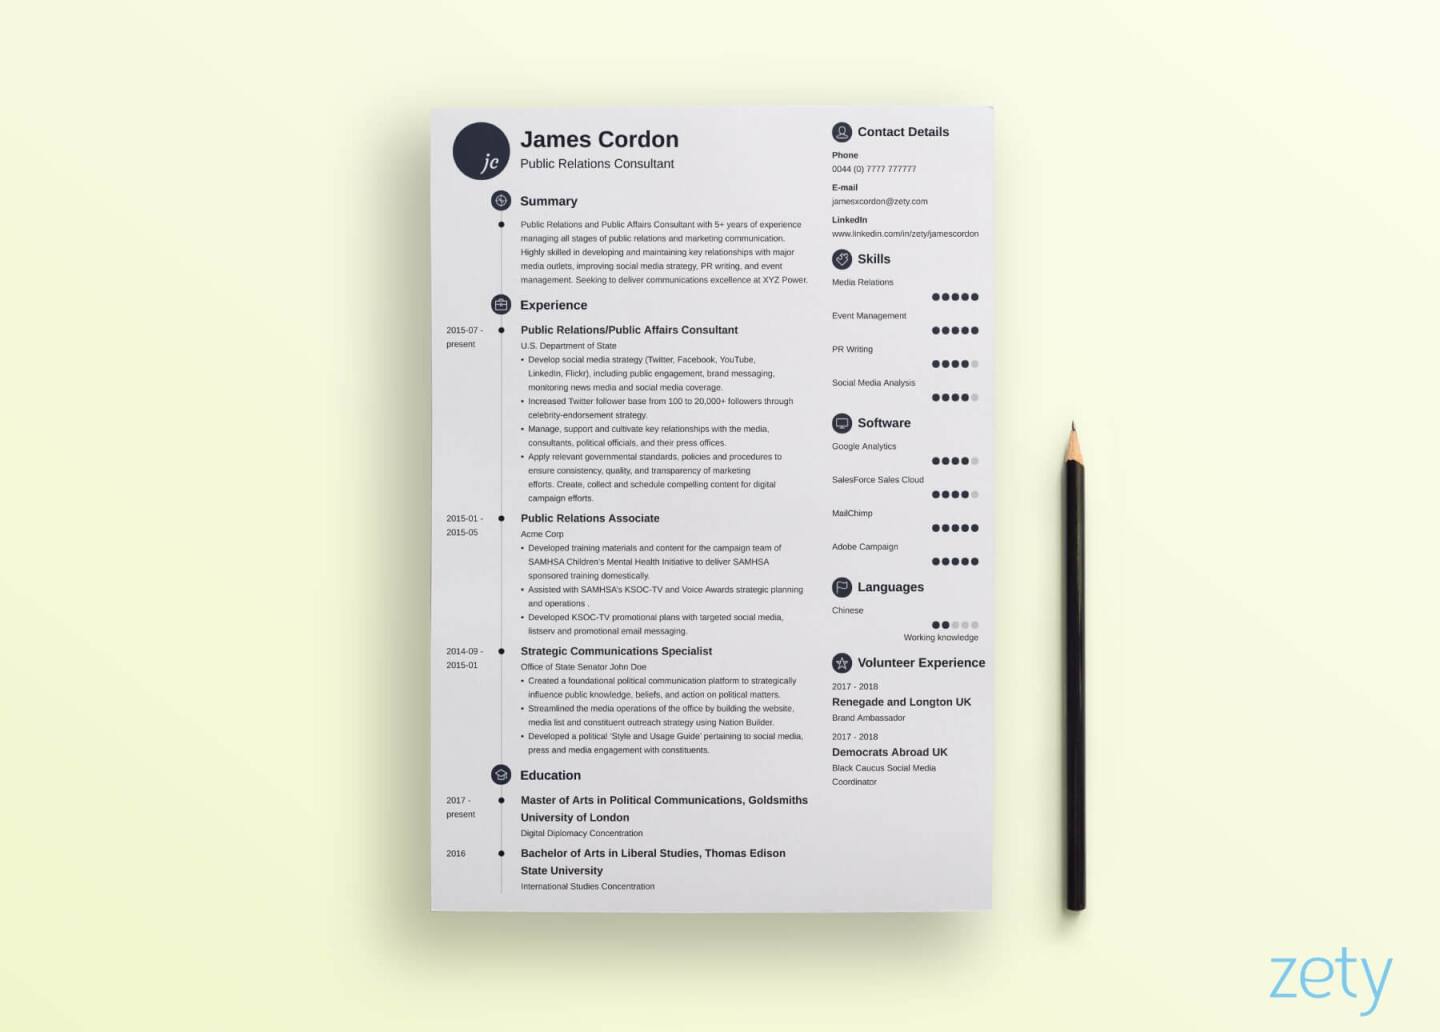 jc
James Cordon
Public Relations Consultant
Summary
Public Relations and Public Affairs Consultant with 5+ years of experience
managing all stages of public relations and marketing communication.
Highly skilled in developing and maintaining key relationships with major
media outlets, improving social media strategy, PR writing, and event
management. Seeking to deliver communications excellence at XYZ Power.
Experience
2015-07 -
present
Public Relations/Public Affairs Consultant
U.S. Department of State
• Develop social media strategy (Twitter, Facebook, YouTube,
LinkedIn, Flickr), including public engagement, brand messaging,
monitoring news media and social media coverage.
• Increased Twitter follower base from 100 to 20,000+ followers through
celebrity-endorsement strategy.
• Manage, support and cultivate key relationships with the media,
consultants, political officials, and their press offices.
• Apply relevant governmental standards, policies and procedures to
ensure consistency, quality, and transparency of marketing
efforts. Create, collect and schedule compelling content for digital
campaign efforts.
2015-01 -
2015-05
Public Relations Associate
Acme Corp
• Developed training materials and content for the campaign team of
SAMHSA Children's Mental Health Initiative to deliver SAMHSA
sponsored training domestically.
• Assisted with SAMHSA's KSOC-TV and Voice Awards strategic planning
and operations .
• Developed KSOC-TV promotional plans with targeted social media,
listserv and promotional email messaging.
2014-09 -
2015-01
Strategic Communications Specialist
Office of State Senator John Doe
• Created a foundational political communication platform to strategically
influence public knowledge, beliefs, and action on political matters.
• Streamlined the media operations of the office by building the website,
media list and constituent outreach strategy using Nation Builder.
• Developed a political 'Style and Usage Guide' pertaining to social media,
press and media engagement with constituents.
Education
2017 -
present
Master of Arts in Political Communications, Goldsmiths
University of London
Digital Diplomacy Concentration
2016
Bachelor of Arts in Liberal Studies, Thomas Edison
State University
International Studies Concentration
Contact Details
Phone
0044 (0) 7777 777777
E-mail
jamesxcordon@zety.com
LinkedIn
www.linkedin.com/in/zety/jamescordon
Skills
Media Relations
Event Management
PR Writing
Social Media Analysis
Software
Google Analytics
SalesForce Sales Cloud
MailChimp
Adobe Campaign
Languages
Chinese
Working knowledge
Volunteer Experience
2017 - 2018
Renegade and Longton UK
Brand Ambassador
2017 - 2018
Democrats Abroad UK
Black Caucus Social Media
Coordinator
zety